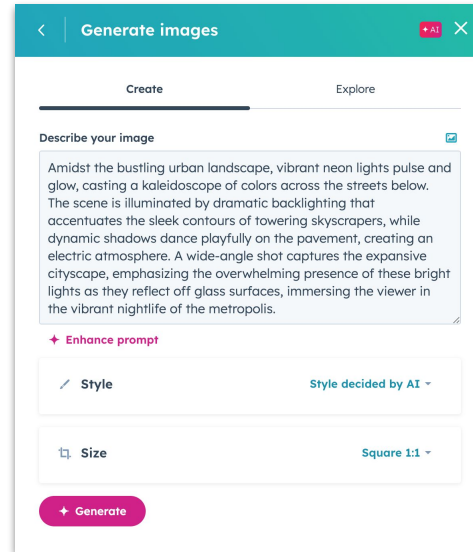 Generate images
AI
Create
Explore
Describe your image
Amidst the bustling urban landscape, vibrant neon lights pulse and
glow, casting a kaleidoscope of colors across the streets below.
The scene is illuminated by dramatic backlighting that
accentuates the sleek contours of towering skyscrapers, while
dynamic shadows dance playfully on the pavement, creating an
electric atmosphere. A wide-angle shot captures the expansive
cityscape, emphasizing the overwhelming presence of these bright
lights as they reflect off glass surfaces, immersing the viewer in
the vibrant nightlife of the metropolis.
Enhance prompt
Style
Style decided by AI
Size
Square 1:1
Generate